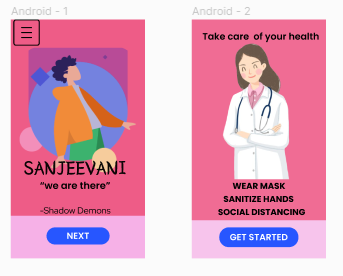 Android - 1
SANJEEVANI
“we are there”
-Shadow Demons
NEXT
Android - 2
Take care of your health
WEAR MASK
SANITIZE HANDS
SOCIAL DISTANCING
GET STARTED